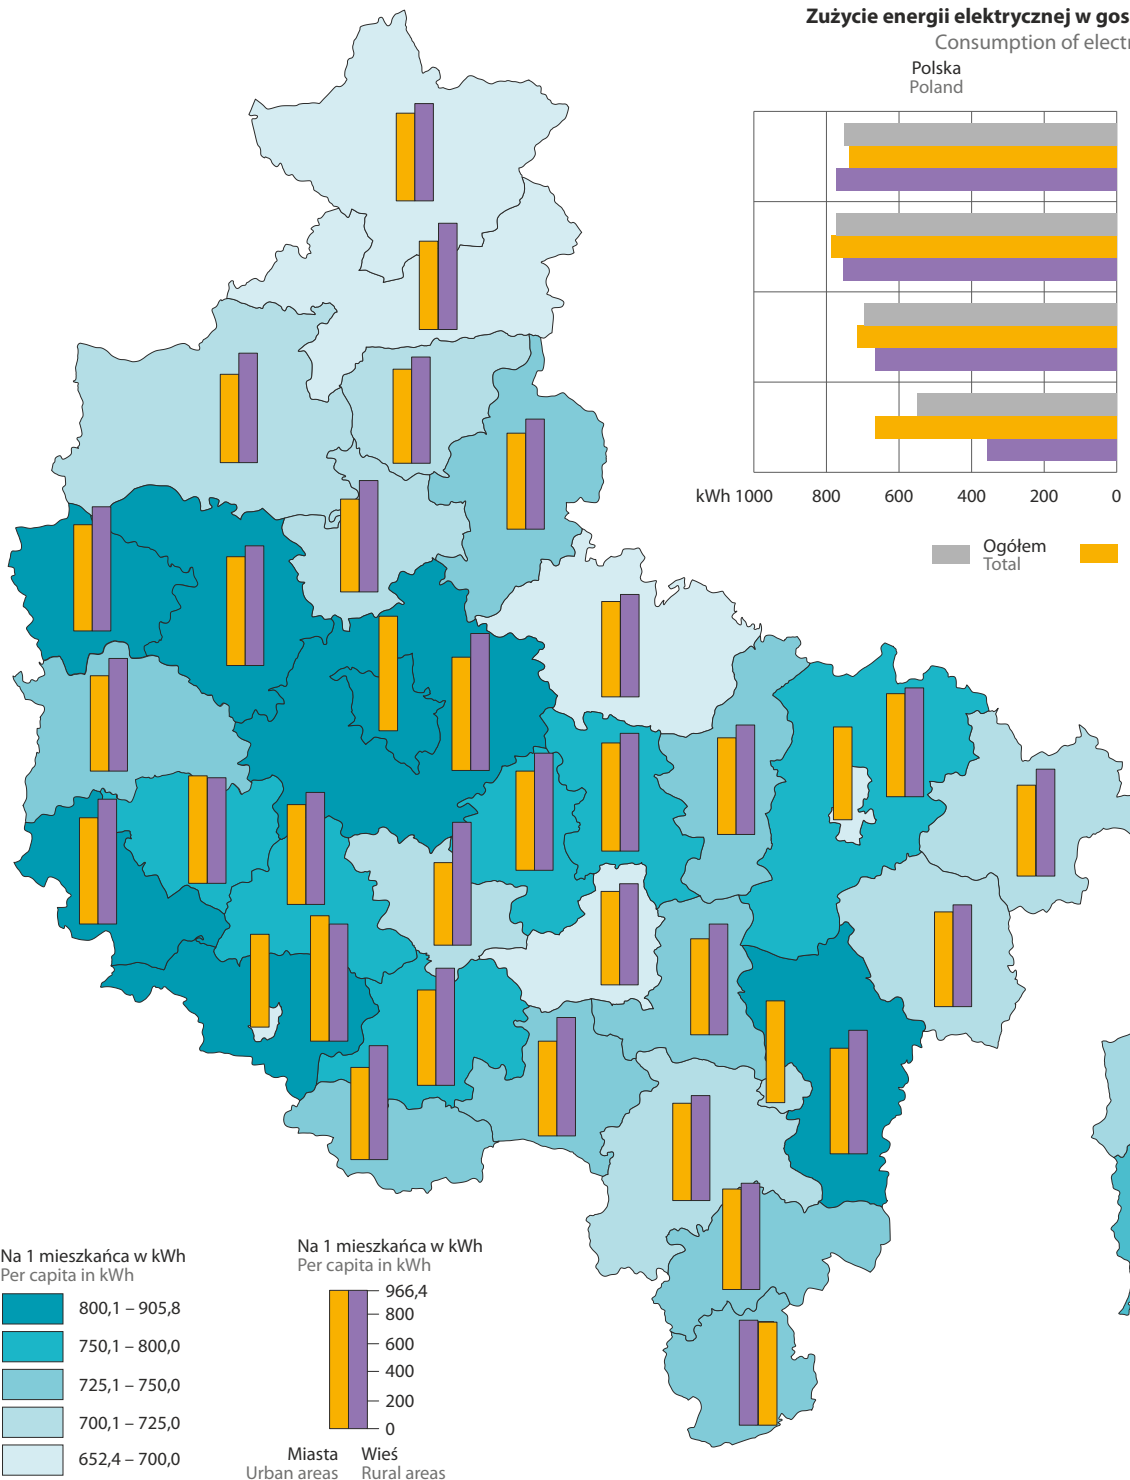 Zużycie energii elektrycznej w gos
Consumption of electr
Polska
Poland
kWh 1000 800 600 400 200 0
Ogółem
Total
Na 1 mieszkańca w kWh
Per capita in kWh
800,1 – 905,8
750,1 – 800,0
725,1 – 750,0
700,1 – 725,0
652,4 – 700,0
Na 1 mieszkańca w kWh
Per capita in kWh
966,4
800
600
400
200
0
Miasta Wieś
Urban areas Rural areas